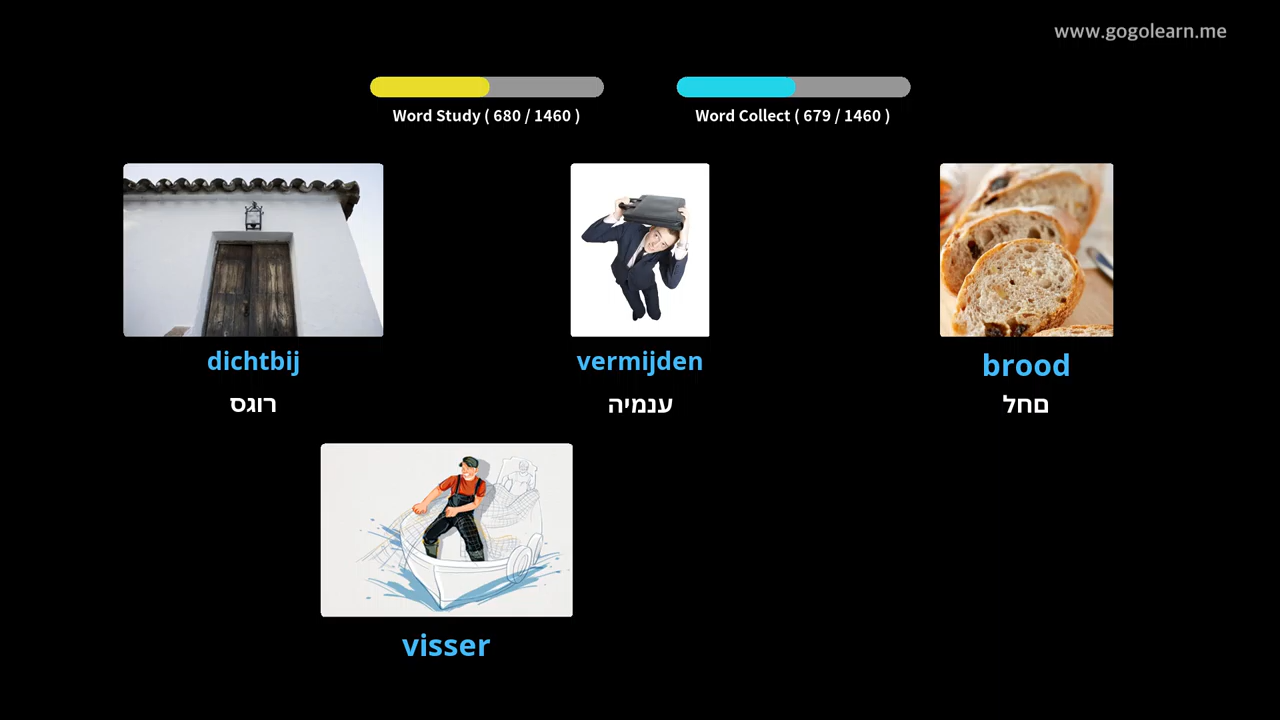 www.gogolearn.me
Word Study ( 680 / 1460 )
Word Collect ( 679 / 1460 )
dichtbij
רוגס
vermijden
ענמיה
brood
םחל
visser